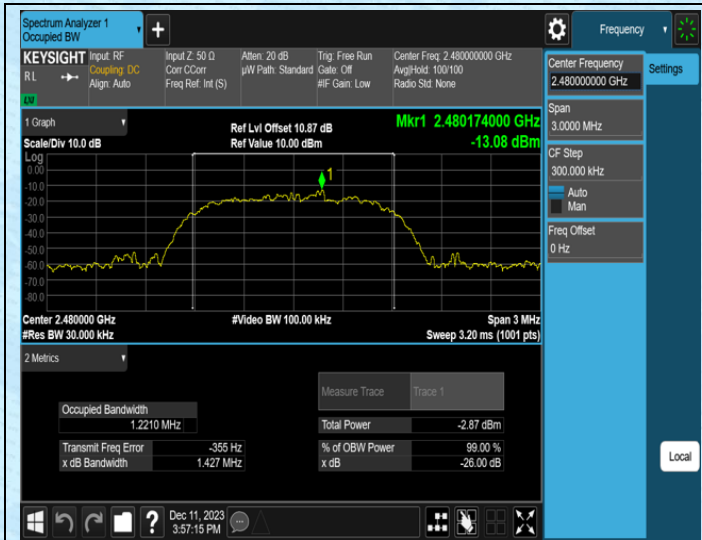 Spectrum Analyzer 1
Occupied BW
+
Frequency
KEYSIGHT
R L
LXI
Input: RF
Coupling: DC
Align: Auto
Input Z: 50 Ω
Corr CCorr
Freq Ref: Int (S)
Atten: 20 dB
µW Path: Standard
Trig: Free Run
Gate: Off
#IF Gain: Low
Center Freq: 2.480000000 GHz
Avg|Hold: 100/100
Radio Std: None
Center Frequency
2.480000000 GHz
Settings
Span
3.0000 MHz
CF Step
300.000 kHz
Auto
Man
Freq Offset
0 Hz
1 Graph
Scale/Div 10.0 dB
Ref Lvl Offset 10.87 dB
Ref Value 10.00 dBm
Mkr1 2.480174000 GHz
-13.08 dBm
Log
0.00
-10.0
-20.0
-30.0
-40.0
-50.0
-60.0
-70.0
-80.0
1
Center 2.480000 GHz
#Res BW 30.000 kHz
#Video BW 100.00 kHz
Span 3 MHz
Sweep 3.20 ms (1001 pts)
2 Metrics
Measure Trace
Trace 1
Occupied Bandwidth
1.2210 MHz
Total Power
-2.87 dBm
Transmit Freq Error
-355 Hz
% of OBW Power
99.00 %
x dB Bandwidth
1.427 MHz
x dB
-26.00 dB
Local
?
Dec 11, 2023
3:57:15 PM